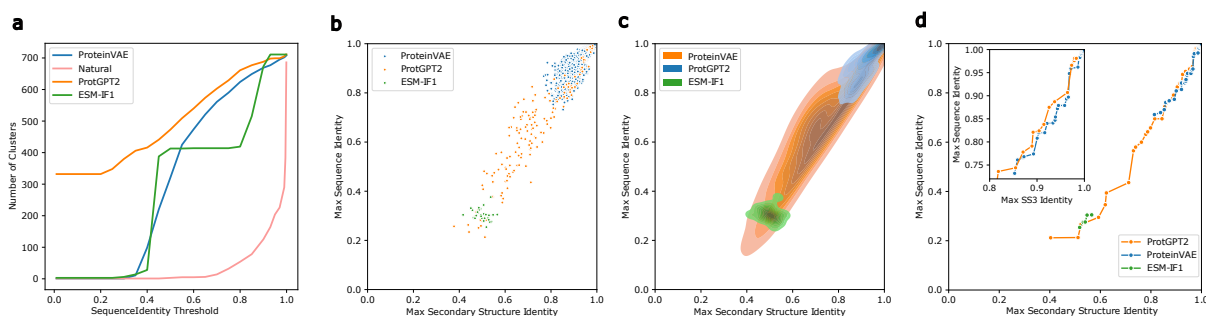 a
700
600
500
400
300
200
100
0
Number of Clusters
ProteinVAE
Natural
ProtGPT2
ESM-IF1
0.0
0.2
0.4
0.6
0.8
1.0
SequenceIdentity Threshold
b
1.0
0.8
0.6
0.4
0.2
0.0
Max Sequence Identity
ProteinVAE
ProtGPT2
ESM-IF1
0.0
0.2
0.4
0.6
0.8
1.0
Max Secondary Structure Identity
c
1.0
0.8
0.6
0.4
0.2
0.0
Max Sequence Identity
ProteinVAE
ProtGPT2
ESM-IF1
0.0
0.2
0.4
0.6
0.8
1.0
Max Secondary Structure Identity
d
1.0
0.8
0.6
0.4
0.2
0.0
Max Sequence Identity
1.00
0.95
0.90
0.85
0.80
0.75
Max Sequence Identity
0.8
0.9
1.0
Max SS3 Identity
ProtGPT2
ProteinVAE
ESM-IF1
0.0
0.2
0.4
0.6
0.8
1.0
Max Secondary Structure Identity